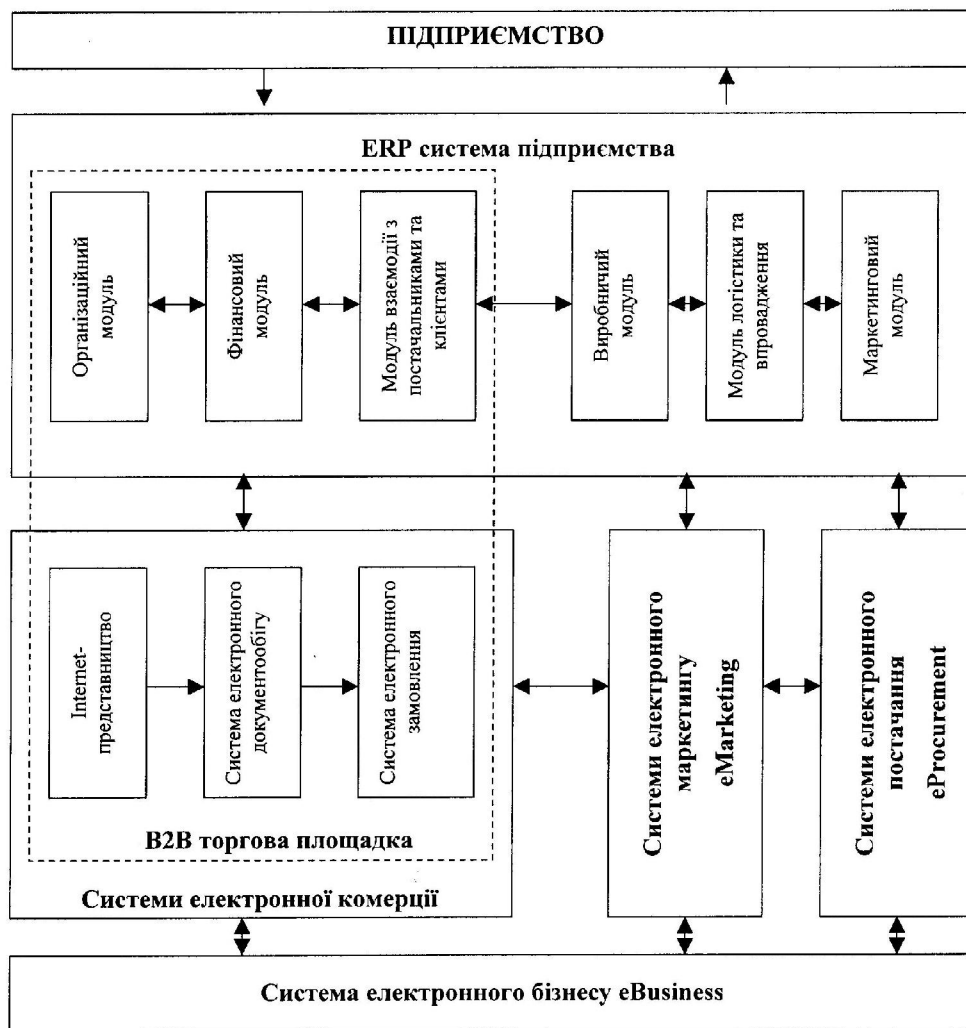 ПІДПРИЄМСТВО
ERP система підприємства
Організаційний
модуль
Фінансовий
модуль
Модуль взаємодії з
постачальниками та
клієнтами
Виробничий
модуль
Модуль логістики та
впровадження
Маркетинговий
модуль
Internet-
представництво
Система електронного
документообігу
Система електронного
замовлення
B2B торгова площадка
Системи електронної комерції
Системи електронного
маркетингу
eMarketing
Системи електронного
постачання
eProcurement
Система електронного бізнесу eBusiness